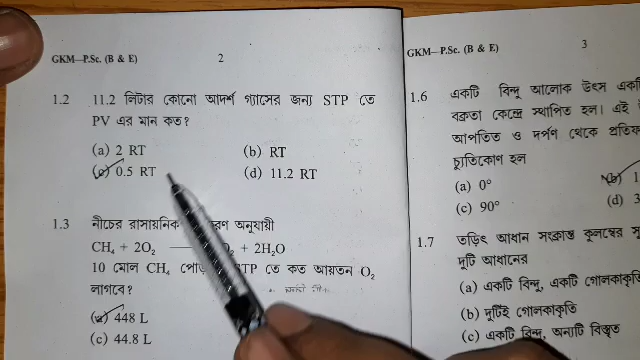 GKM—P.Sc. (B & E) 2
1.2 11.2 লিটার কোনো আদর্শ গ্যাসের জন্য STP তে
PV এর মান কত?
(a) 2 RT (b) RT
(c) 0.5 RT (d) 11.2 RT
1.3 নীচের রাসায়নিক অনুযায়ী
CH₄ + 2O₂ + 2H₂O
10 মোল CH₄ তে কত আয়তন O₂
লাগবে?
(a) 448 L
(c) 44.8 L
GKM—P.Sc. (B & E) 3
1.6 একটি বিন্দু আলোক উৎস
বক্রতা কেন্দ্রে স্থাপিত হল। এই
আপতিত ও দর্পণ থেকে
চ্যুতিকোণ হল
(a) 0° (b)
(c) 90° (d)
1.7 তড়িৎ আধান সংক্রান্ত কুলম্বের
দুটি আধানের
(a) একটি বিন্দু, একটি গোলকাকৃতি
(b) দুটিই গোলকাকৃতি
(c) একটি বিন্দু, অন্যটি বিস্তৃত